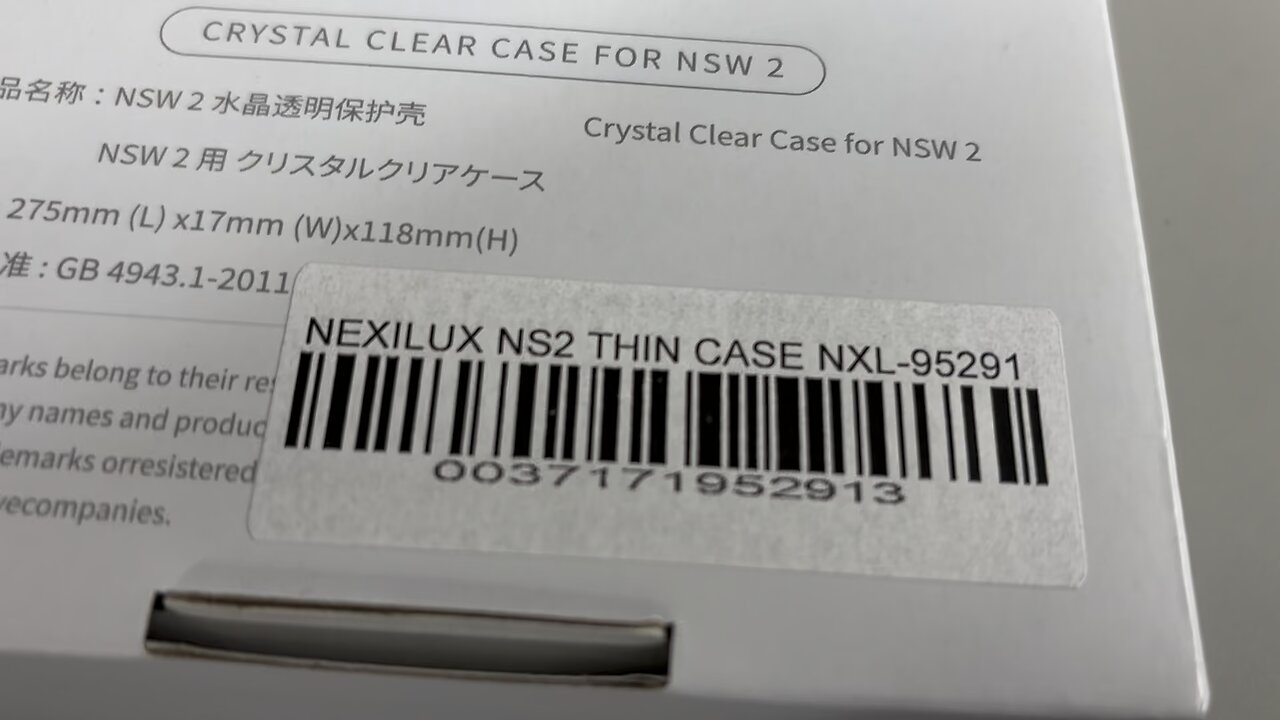 CRYSTAL CLEAR CASE FOR NSW 2
品名称 : NSW 2 水晶透明保护壳
Crystal Clear Case for NSW 2
NSW 2 用 クリスタルクリアケース
275mm (L) x17mm (W)x118mm(H)
准 : GB 4943.1-2011
NEXILUX NS2 THIN CASE NXL-95291
0037171952913
arks belong to their res
ny names and produc
emarks orresistered
vecompanies.